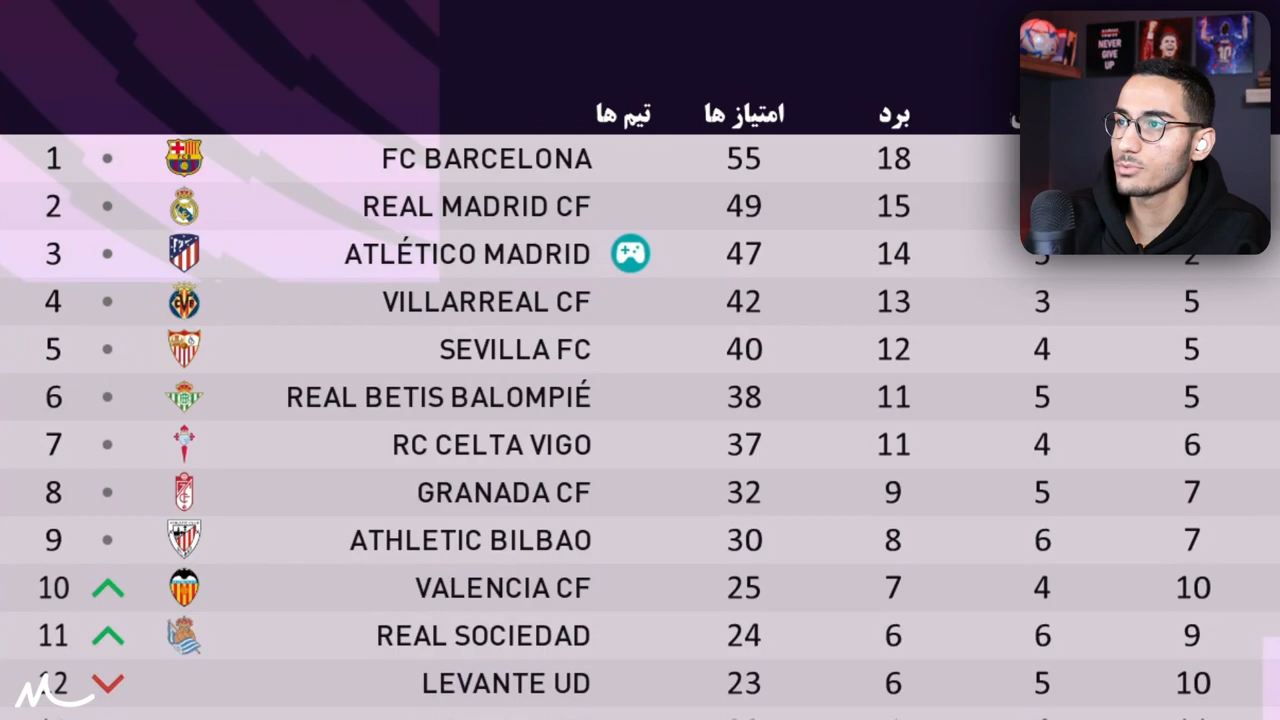 تیم ها امتیاز ها برد
1 FC BARCELONA 55 18
2 REAL MADRID CF 49 15
3 ATLÉTICO MADRID 47 14
4 VILLARREAL CF 42 13 3 5
5 SEVILLA FC 40 12 4 5
6 REAL BETIS BALOMPIÉ 38 11 5 5
7 RC CELTA VIGO 37 11 4 6
8 GRANADA CF 32 9 5 7
9 ATHLETIC BILBAO 30 8 6 7
10 VALENCIA CF 25 7 4 10
11 REAL SOCIEDAD 24 6 6 9
12 LEVANTE UD 23 6 5 10
NEVER
GIVE
UP
10